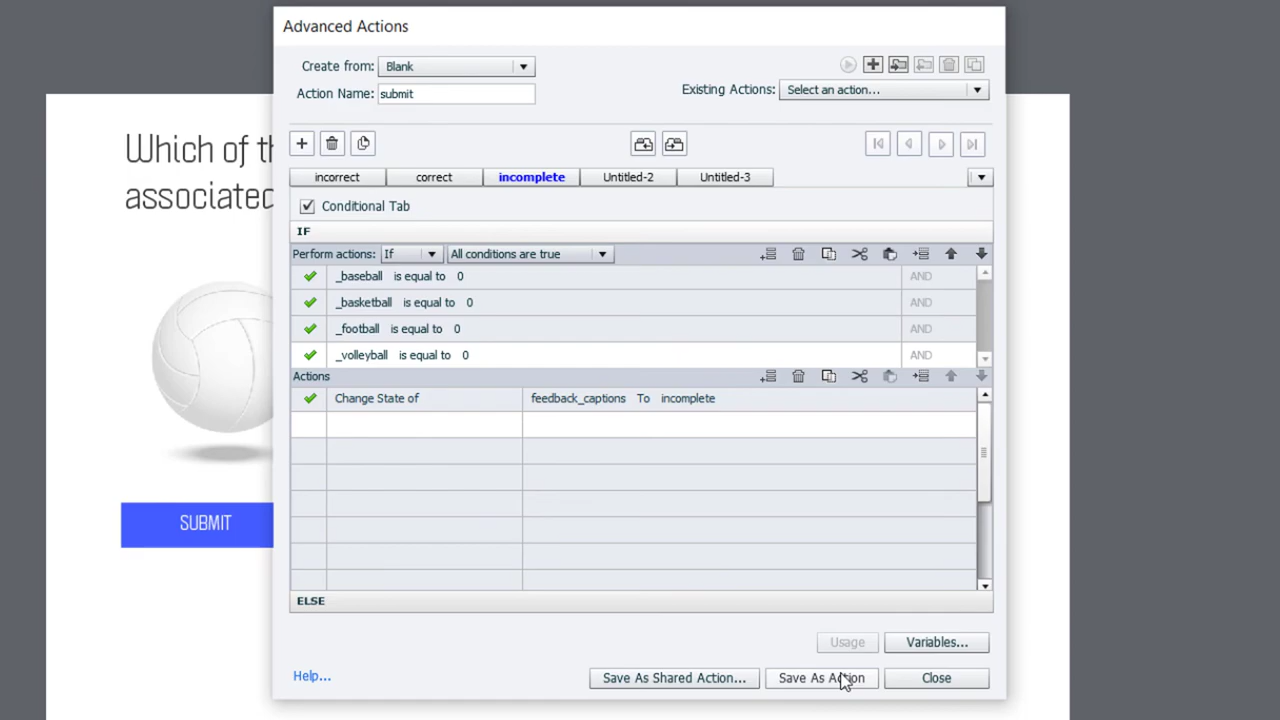 Advanced Actions
Create from: Blank
Action Name: submit
Existing Actions: Select an action...
Which of th
associated
incorrect correct incomplete Untitled-2 Untitled-3
Conditional Tab
IF
Perform actions: If All conditions are true
_baseball is equal to 0 AND
_basketball is equal to 0 AND
_football is equal to 0 AND
_volleyball is equal to 0 AND
Actions
Change State of feedback_captions To incomplete
SUBMIT
ELSE
Usage Variables...
Help... Save As Shared Action... Save As Action Close